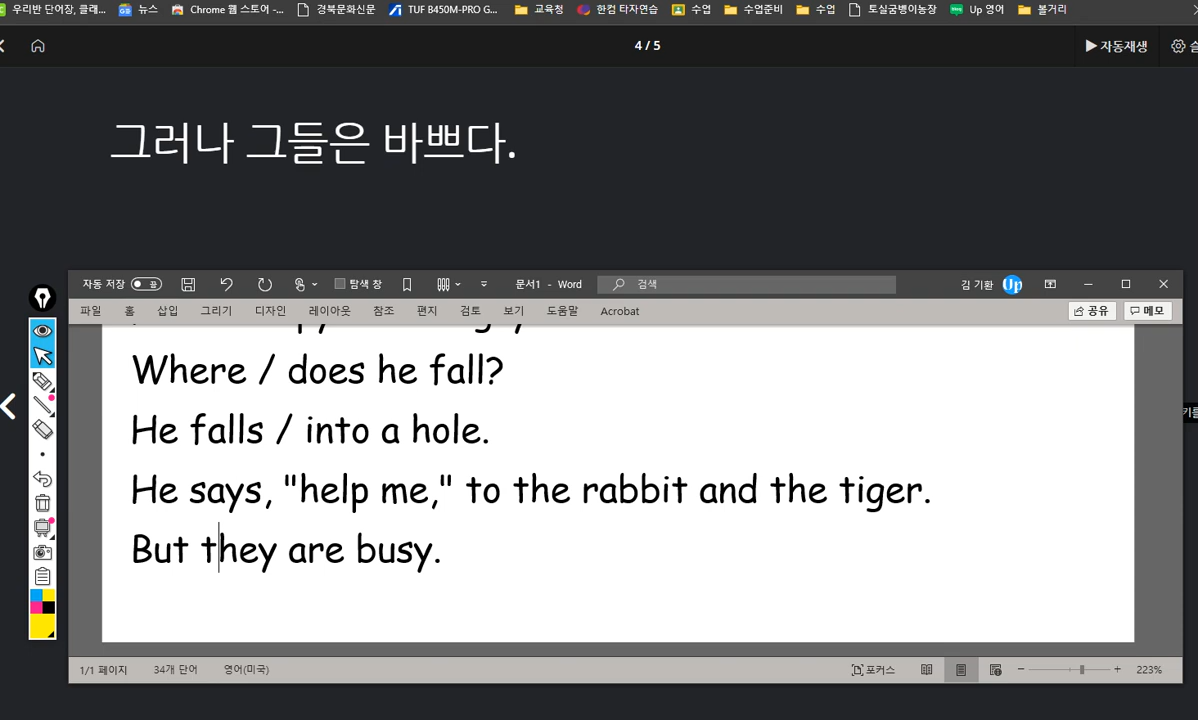 우리반 단어장, 클래... 뉴스 Chrome 웹 스토어 -... 경북문화신문 TUF B450M-PRO G... 교육청 한컴 타자연습 수업 수업준비 수업 토실굼벵이농장 Up 영어 볼거리
4 / 5 자동재생
그러나 그들은 바쁘다.
자동 저장 끔 탐색 창 문서1 - Word 검색 김 기환 Up
파일 홈 삽입 그리기 디자인 레이아웃 참조 편지 검토 보기 도움말 Acrobat 공유 메모
Where / does he fall?
He falls / into a hole.
He says, "help me," to the rabbit and the tiger.
But they are busy.
1/1 페이지 34개 단어 영어(미국) 포커스 223%